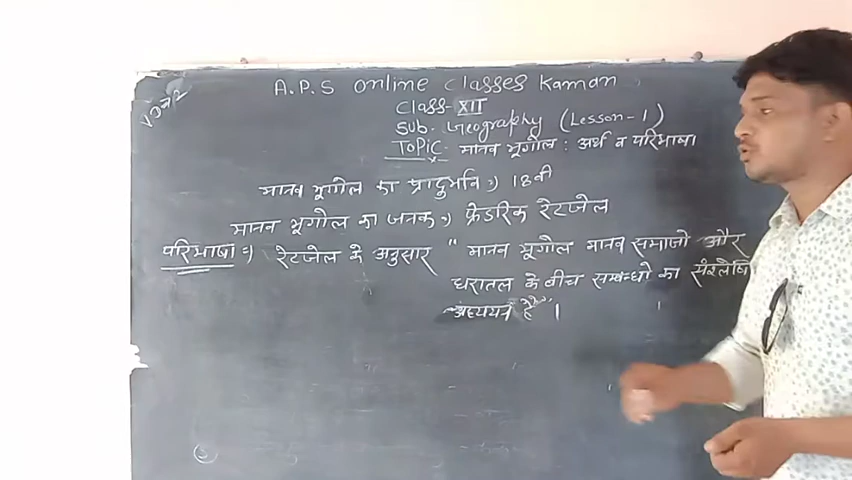 A.P.S Online Classes Kaman
Class- XII
Sub. Geography (Lesson-1)
Topic- मानव भूगोल : अर्थ व परिभाषा
मानव भूगोल का प्रादुर्भाव → 18वी
मानव भूगोल का जनक → फ्रेडरिक रेटजेल
परिभाषा ⇒ रेटजेल के अनुसार " मानव भूगोल मानव समाजो और
धरातल के बीच सम्बन्धो का संश्लेषि
अध्ययन है" ।